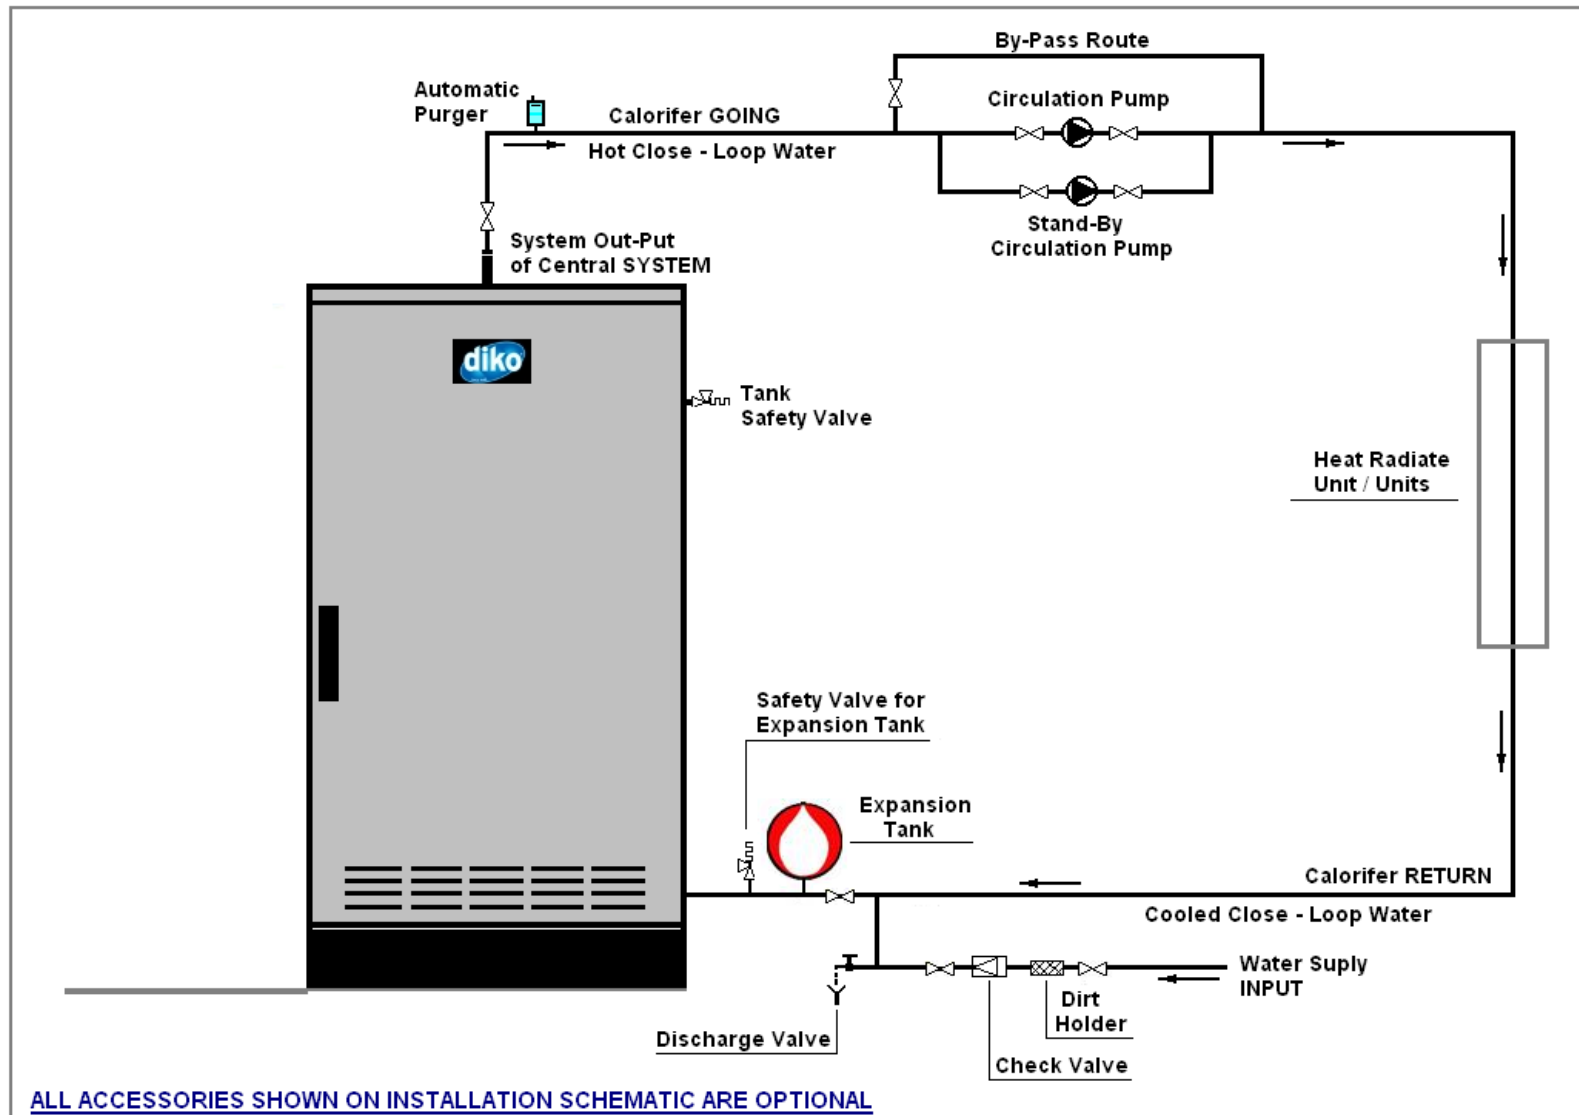 By-Pass Route
Automatic
Purger
Circulation Pump
Calorifer GOING
Hot Close - Loop Water
Stand-By
Circulation Pump
System Out-Put
of Central SYSTEM
diko
Tank
Safety Valve
Heat Radiate
Unit / Units
Safety Valve for
Expansion Tank
Expansion
Tank
Calorifer RETURN
Cooled Close - Loop Water
Water Suply
INPUT
Dirt
Holder
Discharge Valve
Check Valve
ALL ACCESSORIES SHOWN ON INSTALLATION SCHEMATIC ARE OPTIONAL